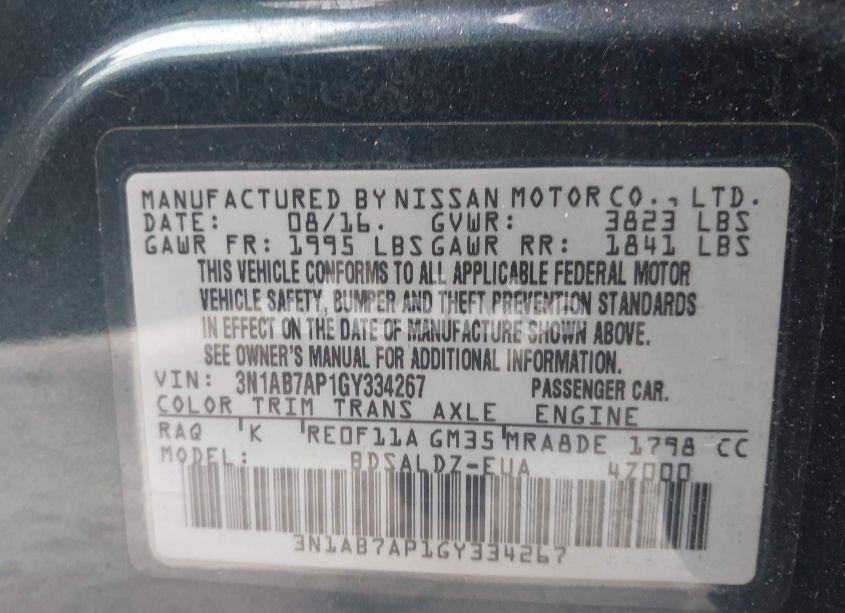 MANUFACTURED BY NISSAN MOTOR CO., LTD.
DATE: 08/16. GVWR: 3823 LBS
GAWR FR: 1995 LBS GAWR RR: 1841 LBS
THIS VEHICLE CONFORMS TO ALL APPLICABLE FEDERAL MOTOR
VEHICLE SAFETY, BUMPER AND THEFT PREVENTION STANDARDS
IN EFFECT ON THE DATE OF MANUFACTURE SHOWN ABOVE.
SEE OWNER'S MANUAL FOR ADDITIONAL INFORMATION.
VIN: 3N1AB7AP1GY334267 PASSENGER CAR.
COLOR TRIM TRANS AXLE ENGINE
RAQ K RE0F11A GM35 MRA8DE 1798 CC
MODEL: BDSALDZ-EUA 4Z000
3N1AB7AP1GY334267